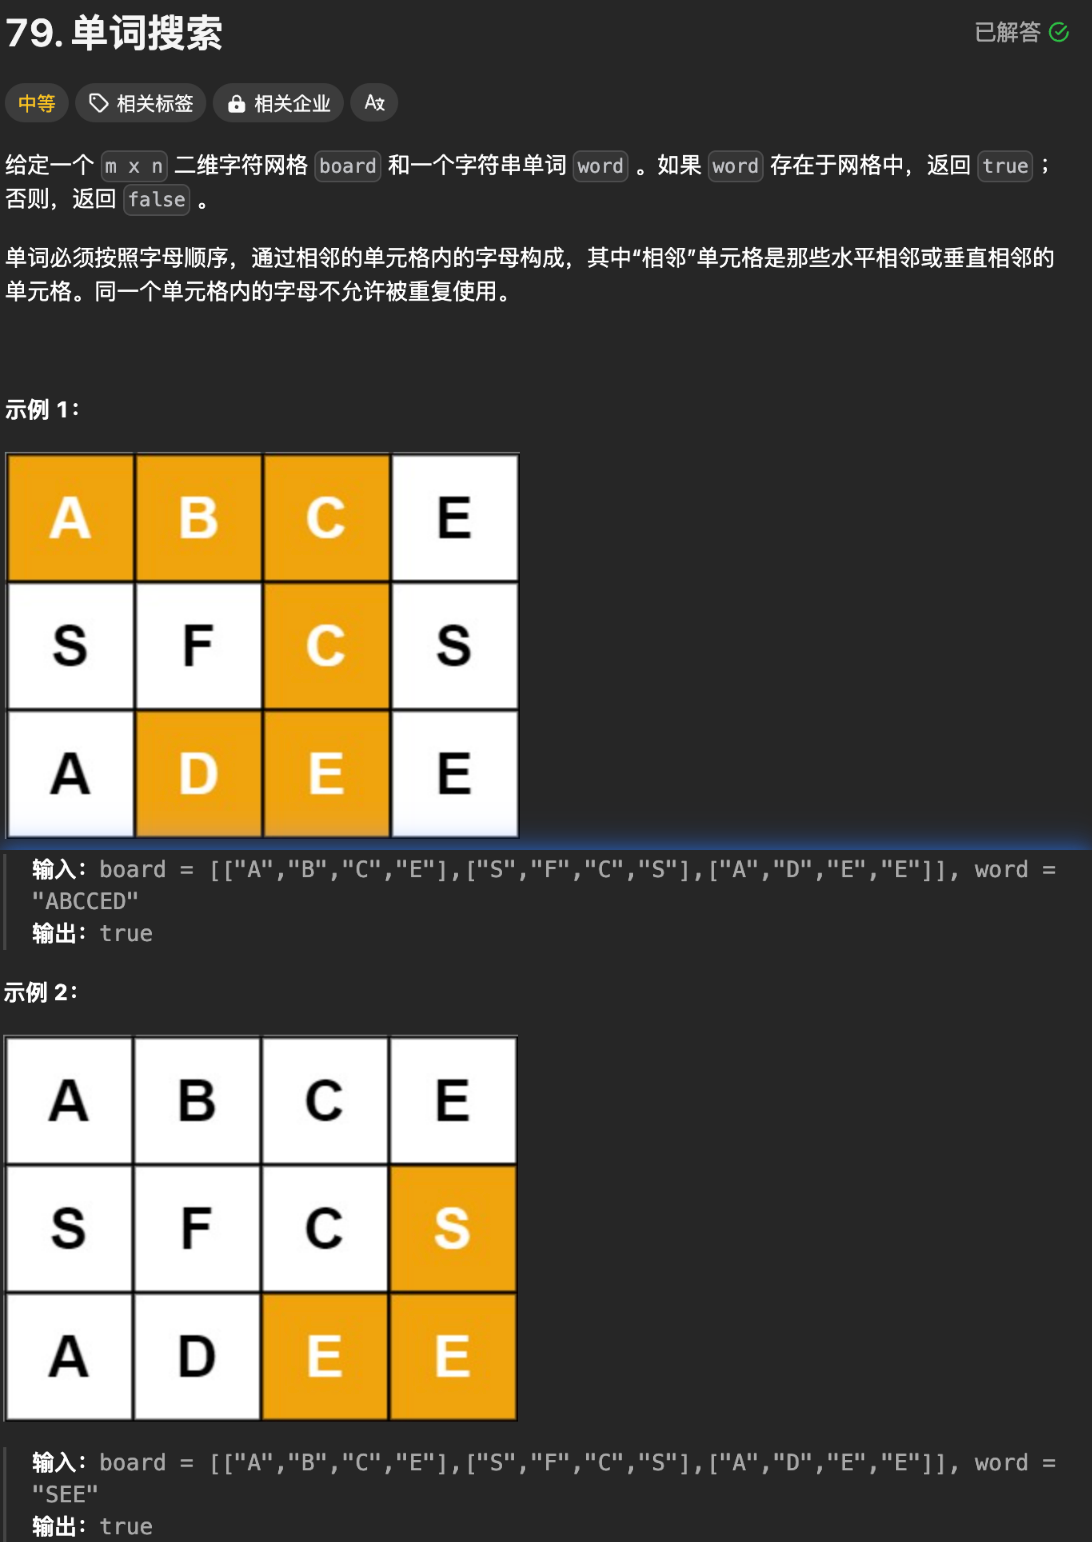 79. 单词搜索
已解答
中等 相关标签 相关企业 Aあ
给定一个 m x n 二维字符网格 board 和一个字符串单词 word 。如果 word 存在于网格中，返回 true ；
否则，返回 false 。
单词必须按照字母顺序，通过相邻的单元格内的字母构成，其中“相邻”单元格是那些水平相邻或垂直相邻的
单元格。同一个单元格内的字母不允许被重复使用。
示例 1：
A B C E
S F C S
A D E E
输入：board = [["A","B","C","E"],["S","F","C","S"],["A","D","E","E"]], word =
"ABCCED"
输出：true
示例 2：
A B C E
S F C S
A D E E
输入：board = [["A","B","C","E"],["S","F","C","S"],["A","D","E","E"]], word =
"SEE"
输出：true